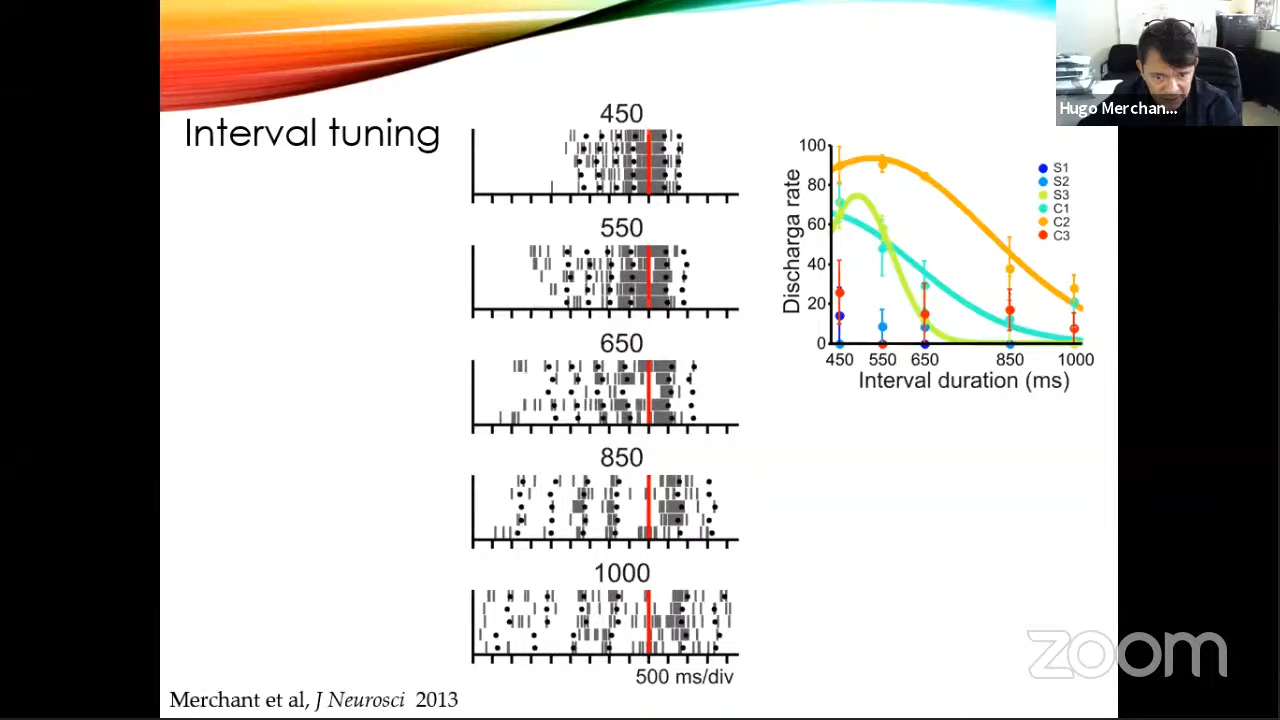 Hugo Merchan...
Interval tuning
450
550
650
850
1000
500 ms/div
100
80
60
40
20
0
Discharga rate
450 550 650 850 1000
Interval duration (ms)
S1
S2
S3
C1
C2
C3
Merchant et al, J Neurosci 2013
zoom